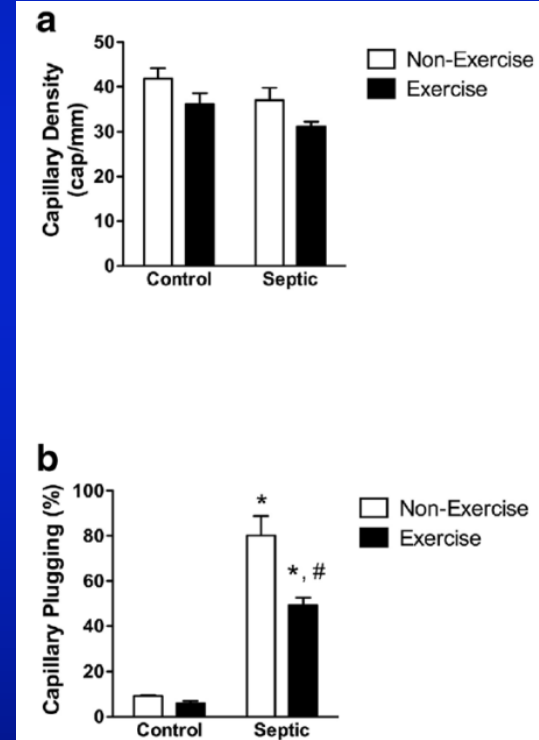 a
Capillary Density
(cap/mm)
50
40
30
20
10
0
Control Septic
Non-Exercise
Exercise
b
Capillary Plugging (%)
100
80
60
40
20
0
*
*, #
Control Septic
Non-Exercise
Exercise